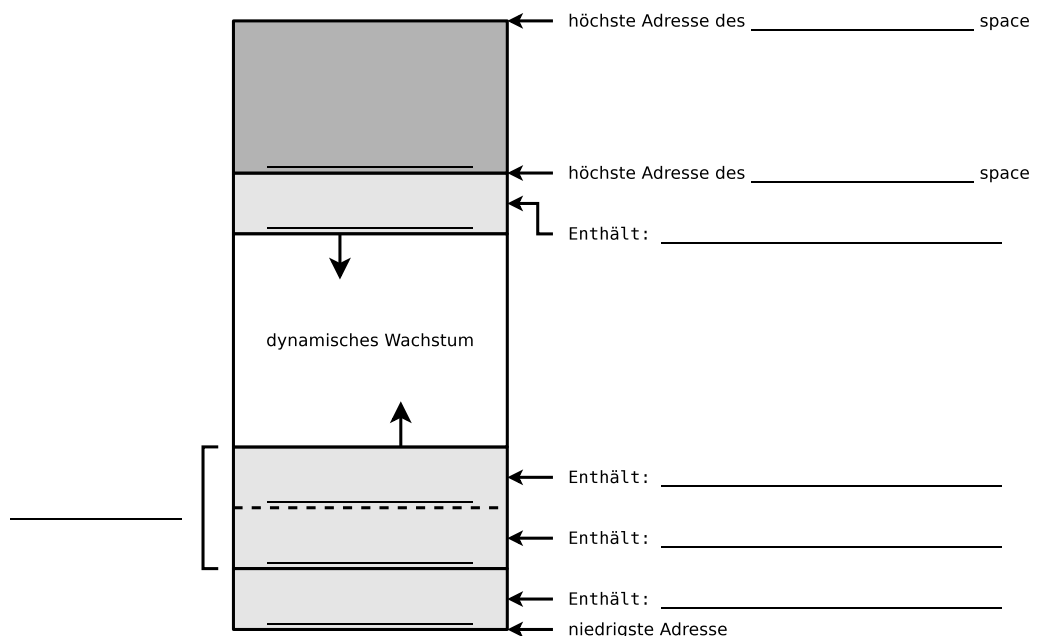 höchste Adresse des space
höchste Adresse des space
Enthält:
dynamisches Wachstum
Enthält:
Enthält:
Enthält:
niedrigste Adresse